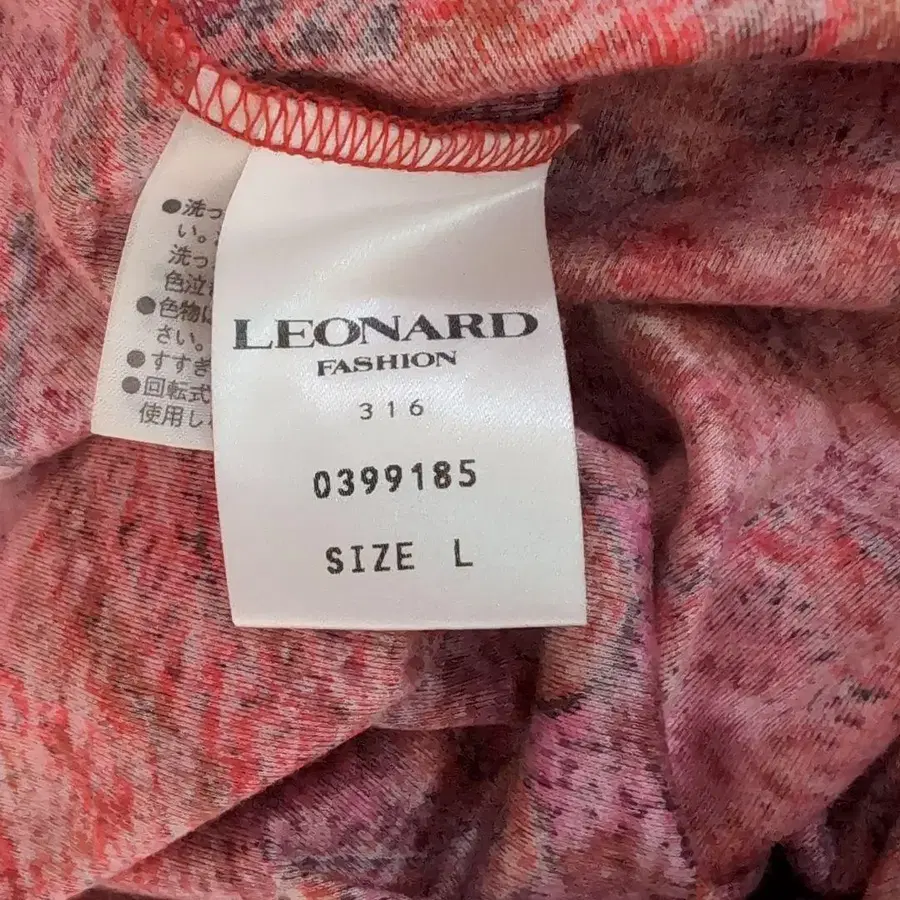 ●洗っ
い。
洗っ
色泣
●色物に
さい。
●すすぎ
●回転式
使用し
LEONARD
FASHION
316
0399185
SIZE L